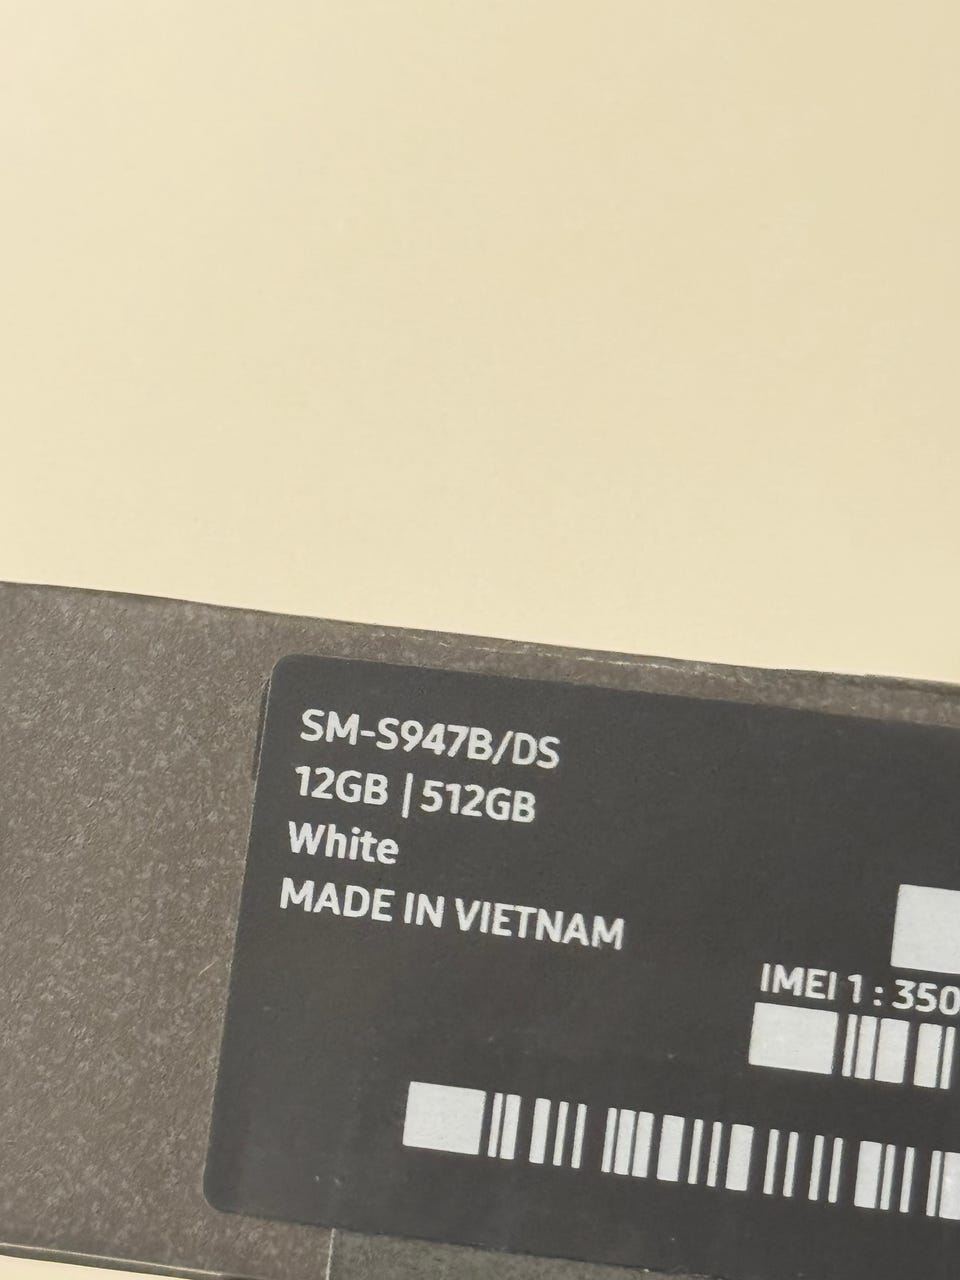 SM-S947B/DS
12GB | 512GB
White
MADE IN VIETNAM
IMEI 1 : 350